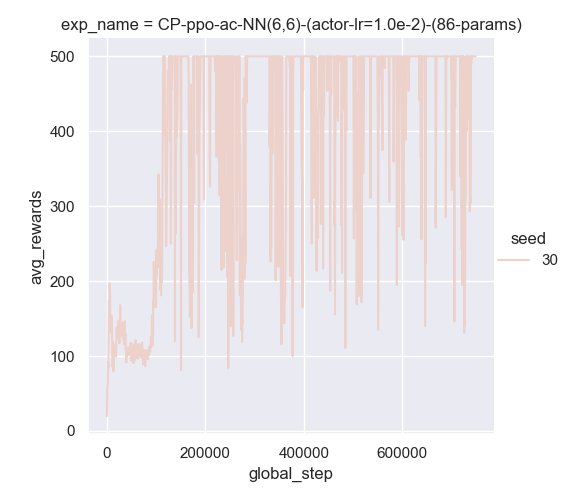 exp_name = CP-ppo-ac-NN(6,6)-(actor-lr=1.0e-2)-(86-params)
500
400
300
200
100
0
avg_rewards
0 200000 400000 600000
global_step
seed
30